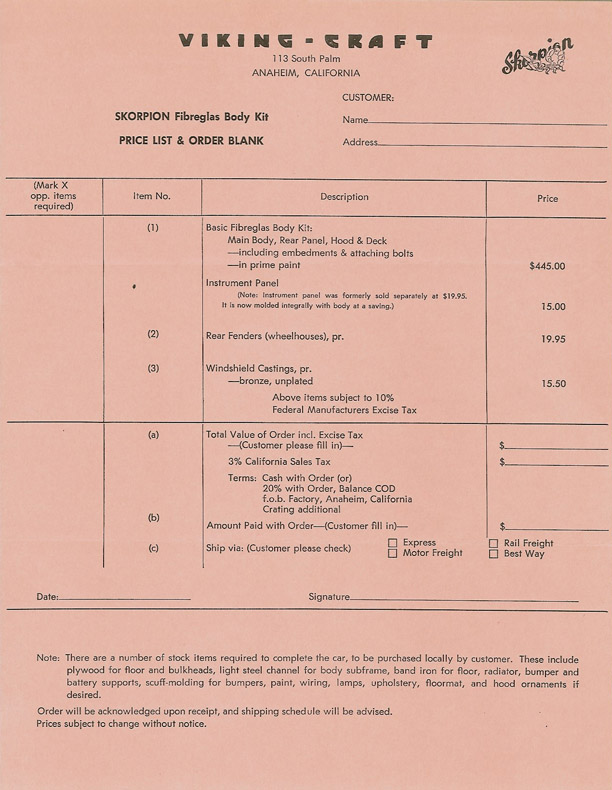 VIKING-CRAFT
113 South Palm
ANAHEIM, CALIFORNIA
Skorpion
CUSTOMER:
SKORPION Fibreglas Body Kit
Name
PRICE LIST & ORDER BLANK
Address
(Mark X
opp. items
required)
Item No.
Description
Price
(1)
Basic Fibreglas Body Kit:
Main Body, Rear Panel, Hood & Deck
—including embedments & attaching bolts
—in prime paint
$445.00
Instrument Panel
(Note: Instrument panel was formerly sold separately at $19.95.
It is now molded integrally with body at a saving.)
15.00
(2)
Rear Fenders (wheelhouses), pr.
19.95
(3)
Windshield Castings, pr.
—bronze, unplated
15.50
Above items subject to 10%
Federal Manufacturers Excise Tax
(a)
Total Value of Order incl. Excise Tax
—(Customer please fill in)—
$
3% California Sales Tax
$
Terms: Cash with Order (or)
20% with Order, Balance COD
f.o.b. Factory, Anaheim, California
Crating additional
(b)
Amount Paid with Order—(Customer fill in)—
$
(c)
Ship via: (Customer please check)
Express
Rail Freight
Motor Freight
Best Way
Date:
Signature
Note: There are a number of stock items required to complete the car, to be purchased locally by customer. These include
plywood for floor and bulkheads, light steel channel for body subframe, band iron for floor, radiator, bumper and
battery supports, scuff-molding for bumpers, paint, wiring, lamps, upholstery, floormat, and hood ornaments if
desired.
Order will be acknowledged upon receipt, and shipping schedule will be advised.
Prices subject to change without notice.